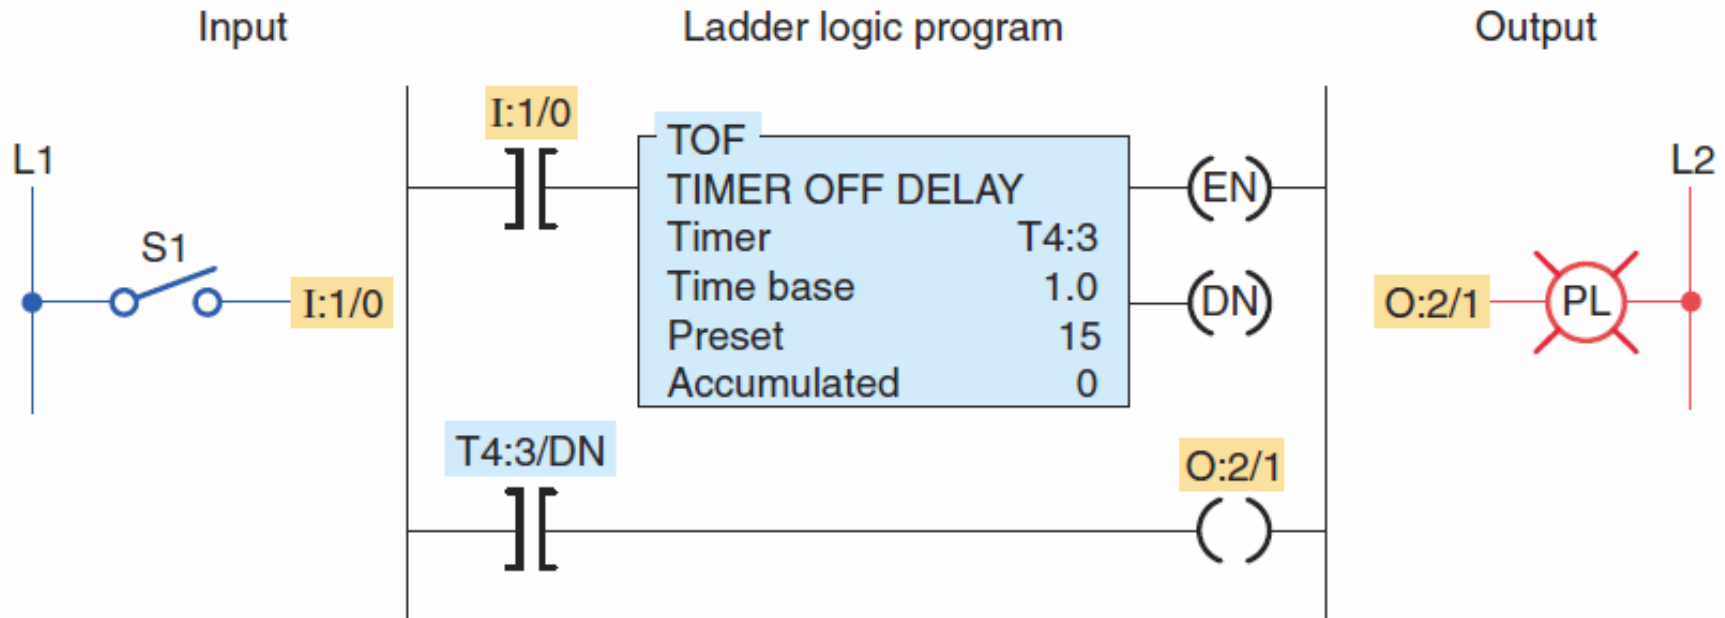 Input
Ladder logic program
Output
L1
S1
I:1/0
I:1/0
TOF
TIMER OFF DELAY
Timer T4:3
Time base 1.0
Preset 15
Accumulated 0
EN
DN
T4:3/DN
O:2/1
O:2/1
PL
L2